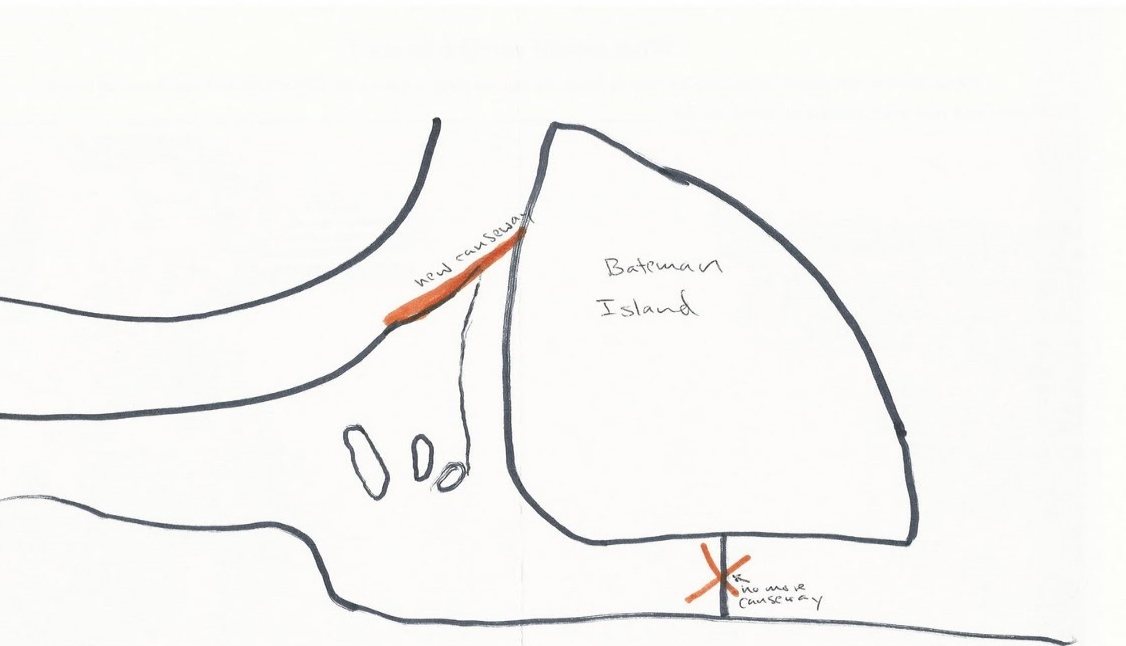 new causeway
Bateman
Island
no more
causeway